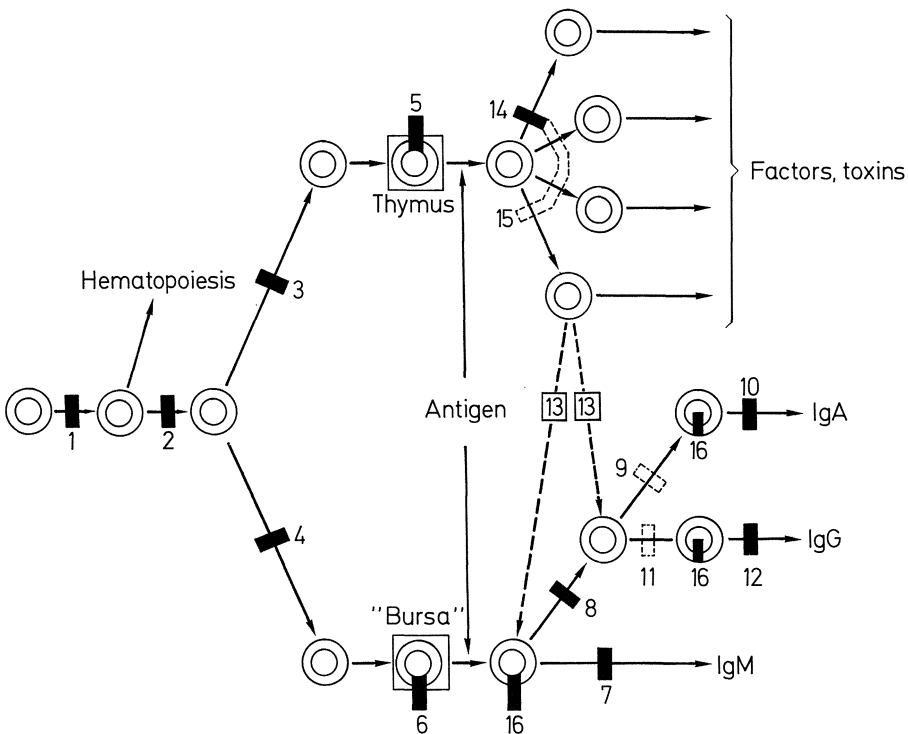 5
14
Factors, toxins
Thymus
15
Hematopoiesis
3
1
2
Antigen
13
13
10
IgA
16
9
4
IgG
11
16
12
"Bursa"
8
IgM
7
6
16